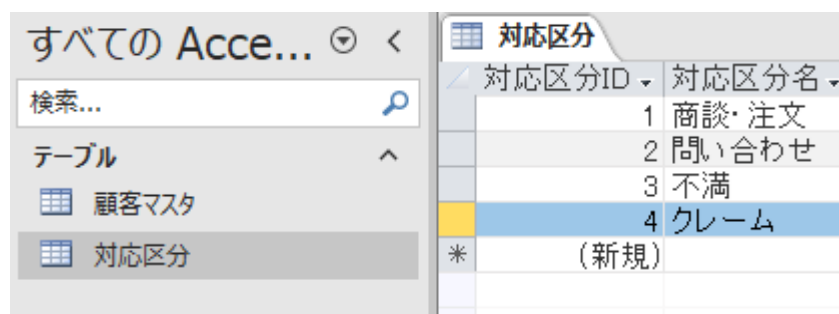 すべての Acce...
検索...
テーブル
顧客マスタ
対応区分
対応区分
対応区分ID 対応区分名
1 商談・注文
2 問い合わせ
3 不満
4 クレーム
* (新規)